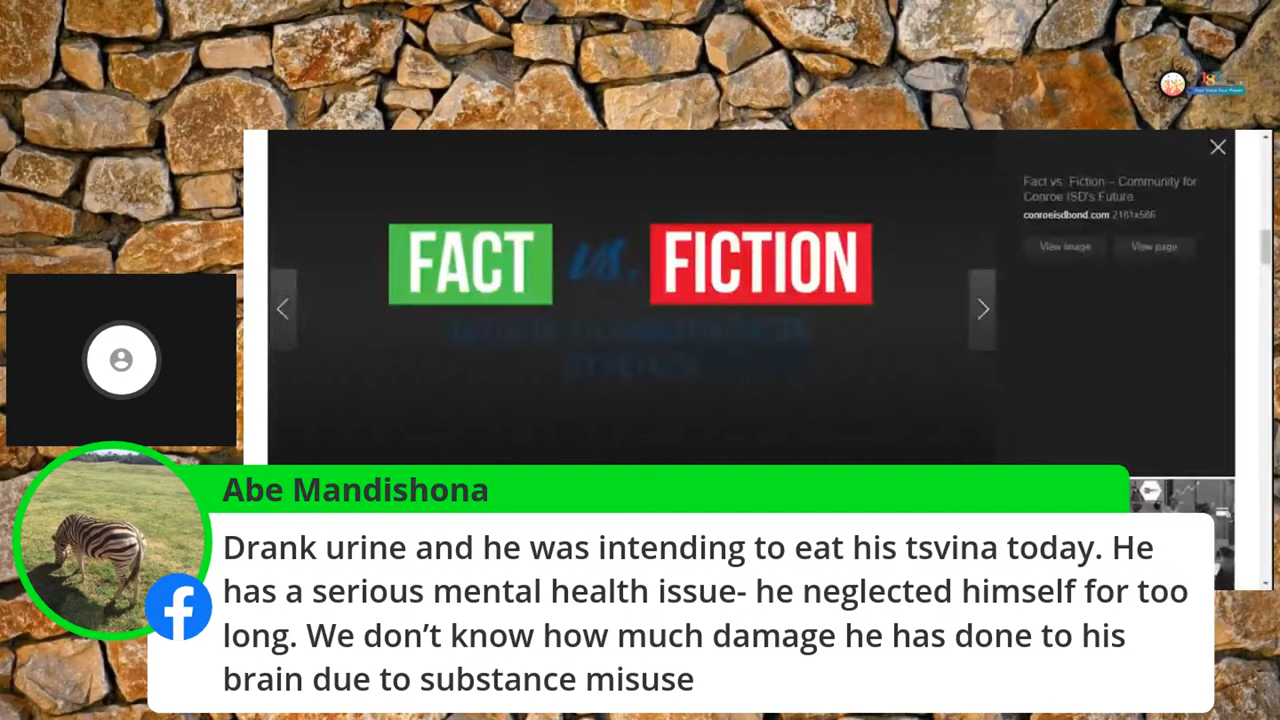 Fact vs. Fiction – Community for
Conroe ISD's Future
conroeisdbond.com 2161x566
View image View page
FACT vs. FICTION
Abe Mandishona
Drank urine and he was intending to eat his tsvina today. He
has a serious mental health issue- he neglected himself for too
long. We don’t know how much damage he has done to his
brain due to substance misuse